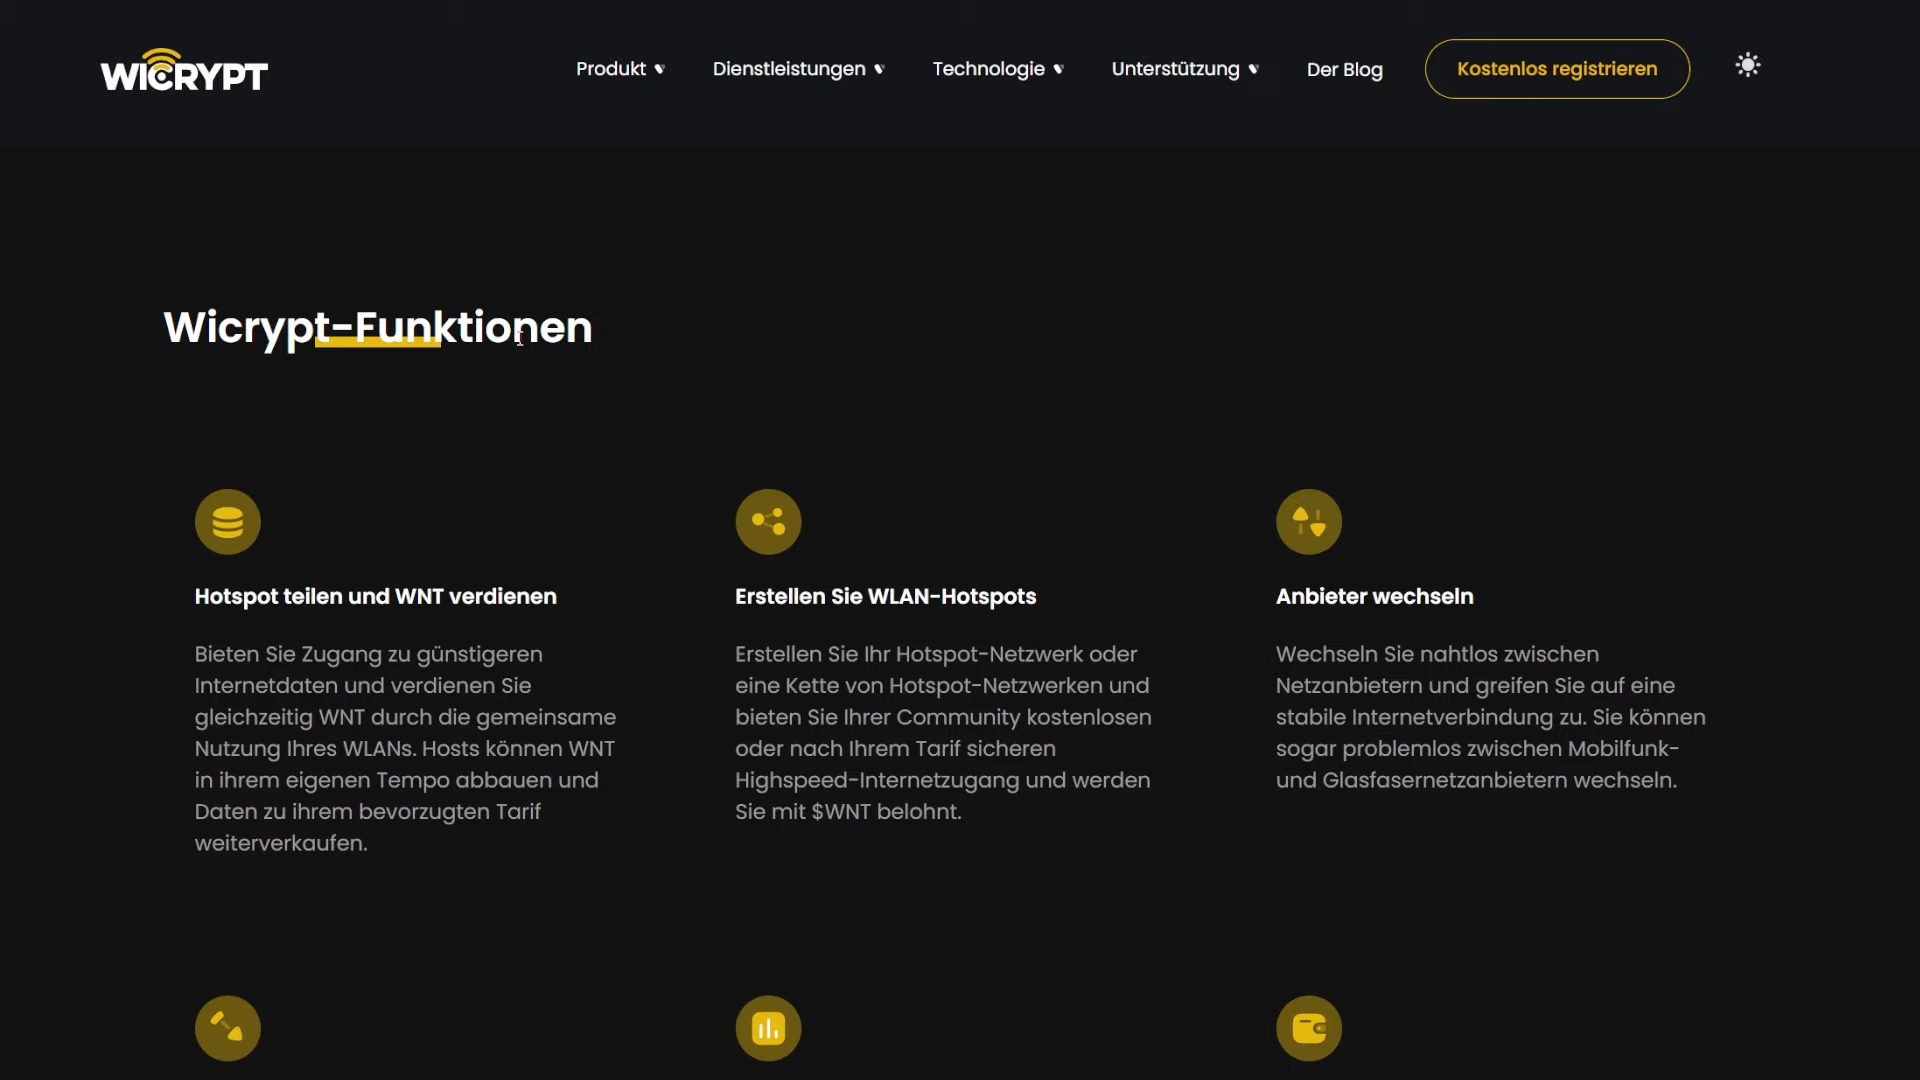 WICRYPT
Produkt
Dienstleistungen
Technologie
Unterstützung
Der Blog
Kostenlos registrieren
Wicrypt-Funktionen
Hotspot teilen und WNT verdienen
Bieten Sie Zugang zu günstigeren
Internetdaten und verdienen Sie
gleichzeitig WNT durch die gemeinsame
Nutzung Ihres WLANs. Hosts können WNT
in ihrem eigenen Tempo abbauen und
Daten zu ihrem bevorzugten Tarif
weiterverkaufen.
Erstellen Sie WLAN-Hotspots
Erstellen Sie Ihr Hotspot-Netzwerk oder
eine Kette von Hotspot-Netzwerken und
bieten Sie Ihrer Community kostenlosen
oder nach Ihrem Tarif sicheren
Highspeed-Internetzugang und werden
Sie mit $WNT belohnt.
Anbieter wechseln
Wechseln Sie nahtlos zwischen
Netzanbietern und greifen Sie auf eine
stabile Internetverbindung zu. Sie können
sogar problemlos zwischen Mobilfunk-
und Glasfasernetzanbietern wechseln.